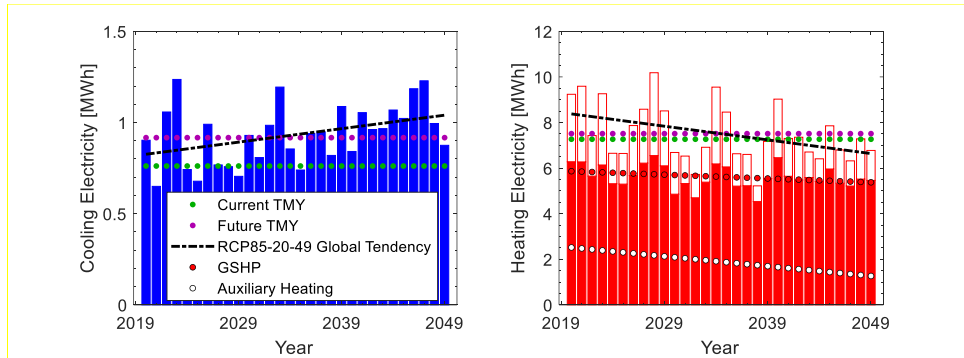 1.5
1
0.5
0
Cooling Electricity [MWh]
Current TMY
Future TMY
RCP85-20-49 Global Tendency
GSHP
Auxiliary Heating
2019 2029 2039 2049
Year
12
10
8
6
4
2
0
Heating Electricity [MWh]
2019 2029 2039 2049
Year